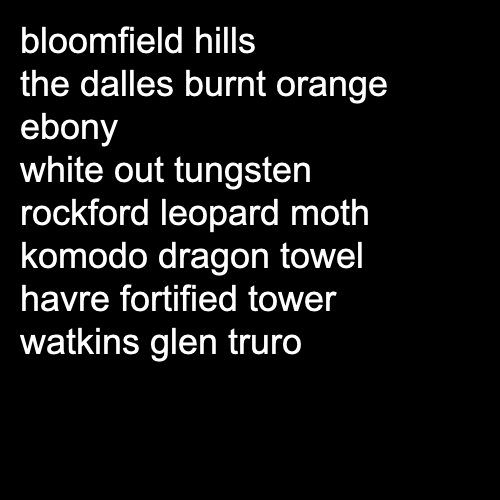 bloomfield hills
the dalles burnt orange
ebony
white out tungsten
rockford leopard moth
komodo dragon towel
havre fortified tower
watkins glen truro